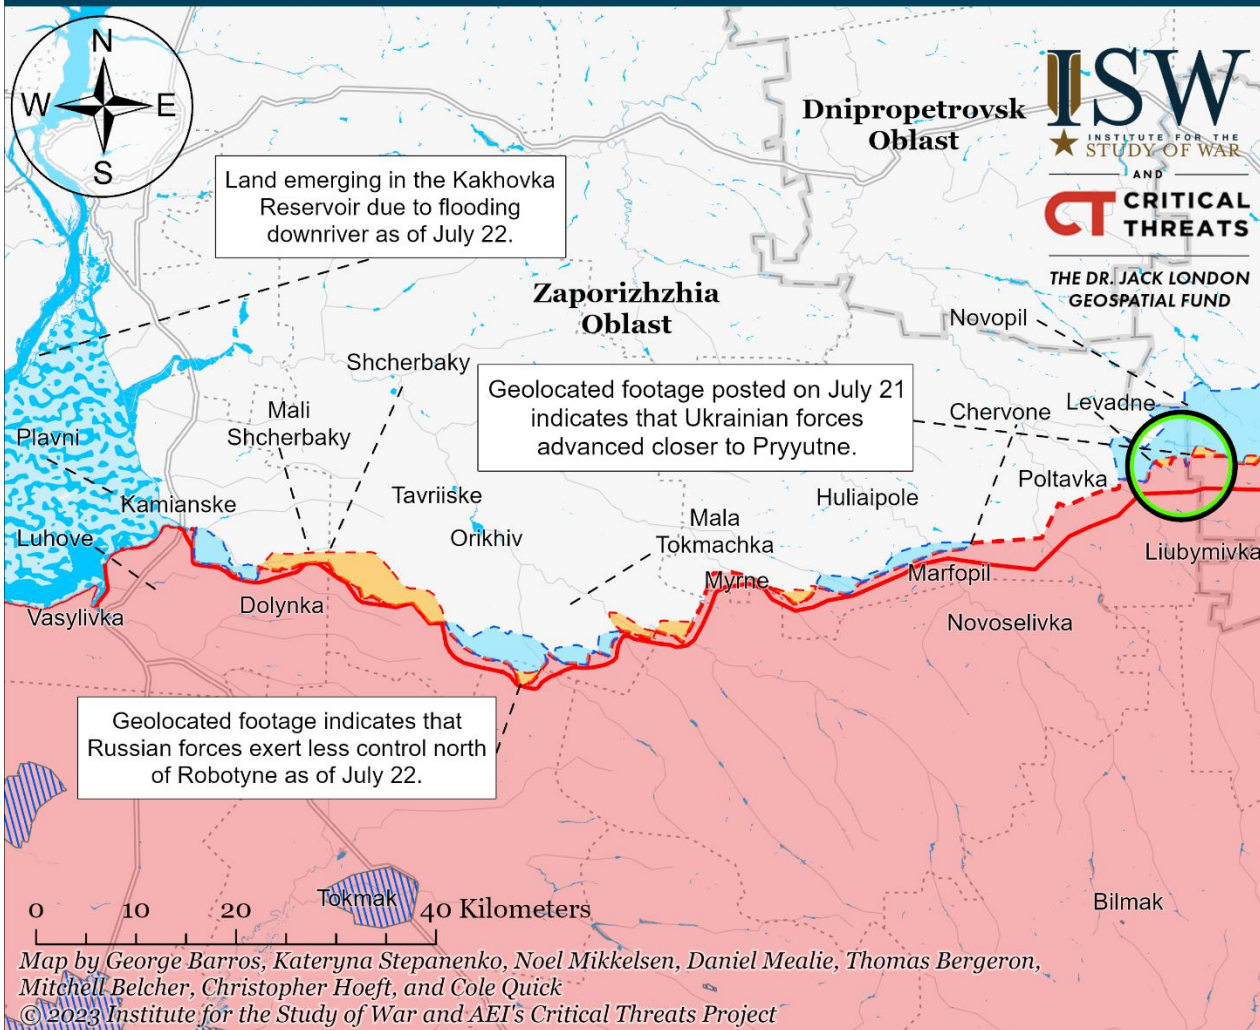 N
W
E
S
ISW
INSTITUTE FOR THE
STUDY OF WAR
AND
CT CRITICAL
THREATS
THE DR. JACK LONDON
GEOSPATIAL FUND
Dnipropetrovsk
Oblast
Land emerging in the Kakhovka
Reservoir due to flooding
downriver as of July 22.
Zaporizhzhia
Oblast
Novopil
Shcherbaky
Geolocated footage posted on July 21
indicates that Ukrainian forces
advanced closer to Pryyutne.
Mali
Shcherbaky
Chervone
Levadne
Plavni
Kamianske
Tavriiske
Huliaipole
Poltavka
Luhove
Orikhiv
Mala
Tokmachka
Liubymivka
Vasylivka
Dolynka
Myrne
Marfopil
Novoselivka
Geolocated footage indicates that
Russian forces exert less control north
of Robotyne as of July 22.
Tokmak
Bilmak
0 10 20 40 Kilometers
Map by George Barros, Kateryna Stepanenko, Noel Mikkelsen, Daniel Mealie, Thomas Bergeron,
Mitchell Belcher, Christopher Hoeft, and Cole Quick
© 2023 Institute for the Study of War and AEI's Critical Threats Project